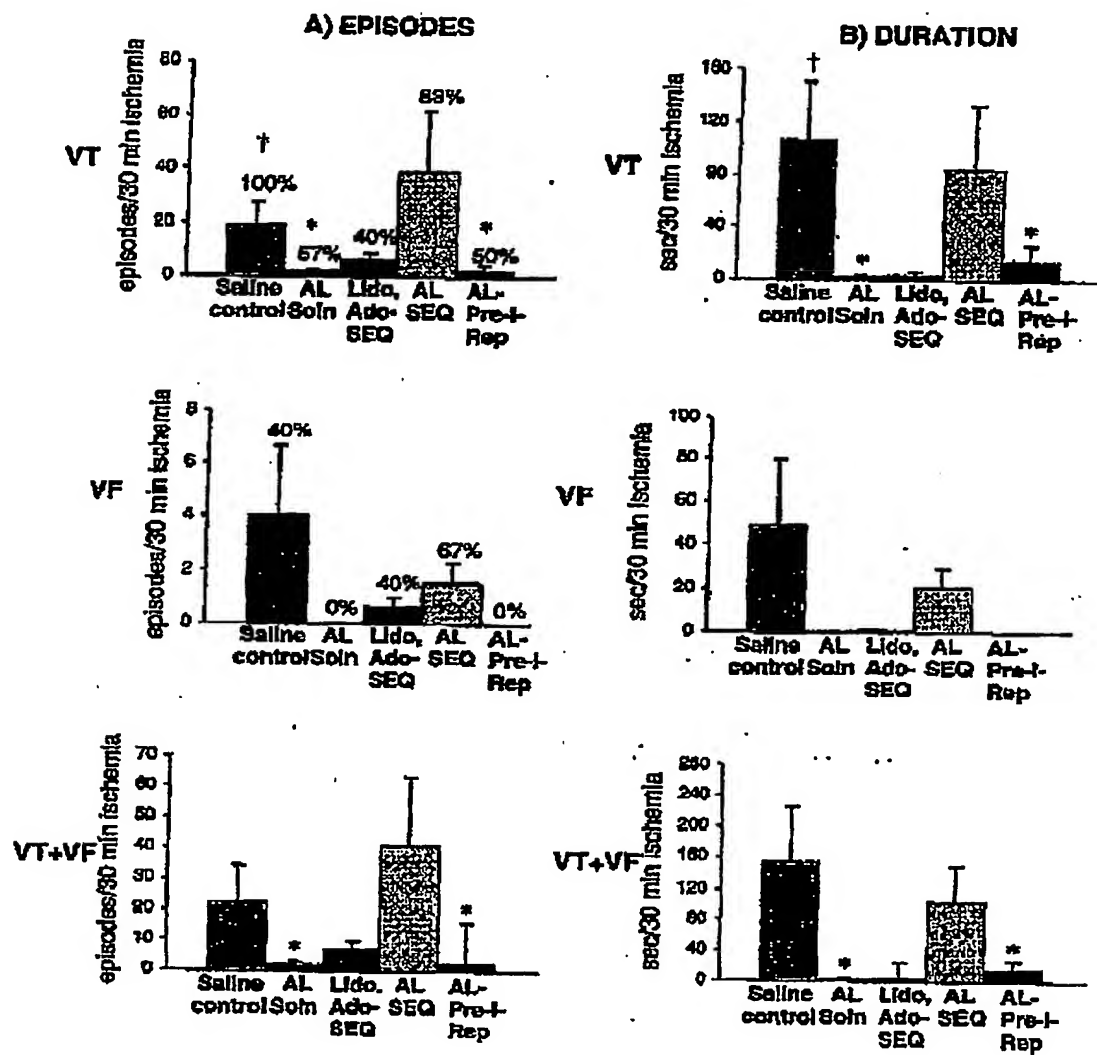 A) EPISODES
VT
episodes/30 min ischemia
80
60
40
20
0
†
100%
*
57%
40%
83%
*
50%
Saline control
AL Soln
Lido, Ado- SEQ
AL SEQ
AL- Pre-I- Rep
VF
episodes/30 min ischemia
8
6
4
2
0
40%
0%
40%
67%
0%
Saline control
AL Soln
Lido, Ado- SEQ
AL SEQ
AL- Pre-I- Rep
VT+VF
episodes/30 min ischemia
70
60
50
40
30
20
10
0
*
*
Saline control
AL Soln
Lido, Ado- SEQ
AL SEQ
AL- Pre-I- Rep
B) DURATION
VT
sec/30 min ischemia
160
120
40
0
†
*
*
Saline control
AL Soln
Lido, Ado- SEQ
AL SEQ
AL- Pre-I- Rep
VF
sec/30 min ischemia
100
80
60
40
20
0
Saline control
AL Soln
Lido, Ado- SEQ
AL SEQ
AL- Pre-I- Rep
VT+VF
sec/30 min ischemia
240
200
160
120
40
0
*
*
Saline control
AL Soln
Lido, Ado- SEQ
AL SEQ
AL- Pre-I- Rep